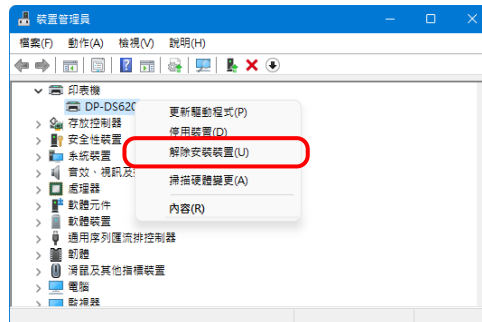 裝置管理員
檔案(F) 動作(A) 檢視(V) 說明(H)
印表機
DP-DS620
更新驅動程式(P)
停用裝置(D)
解除安裝裝置(U)
掃描硬體變更(A)
內容(R)
存放控制器
安全性裝置
系統裝置
音效、視訊及
處理器
軟體元件
軟體裝置
通用序列匯流排控制器
韌體
滑鼠及其他指標裝置
電腦
監視器